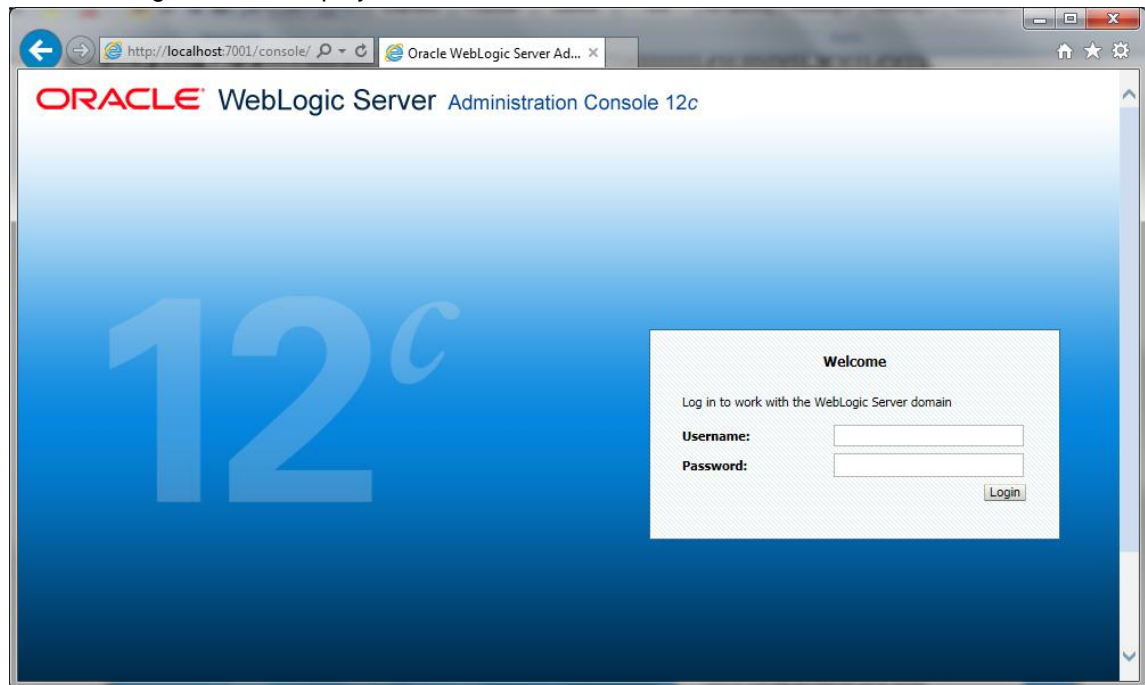 http://localhost:7001/console/
Oracle WebLogic Server Ad...
ORACLE WebLogic Server Administration Console 12c
12c
Welcome
Log in to work with the WebLogic Server domain
Username:
Password:
Login